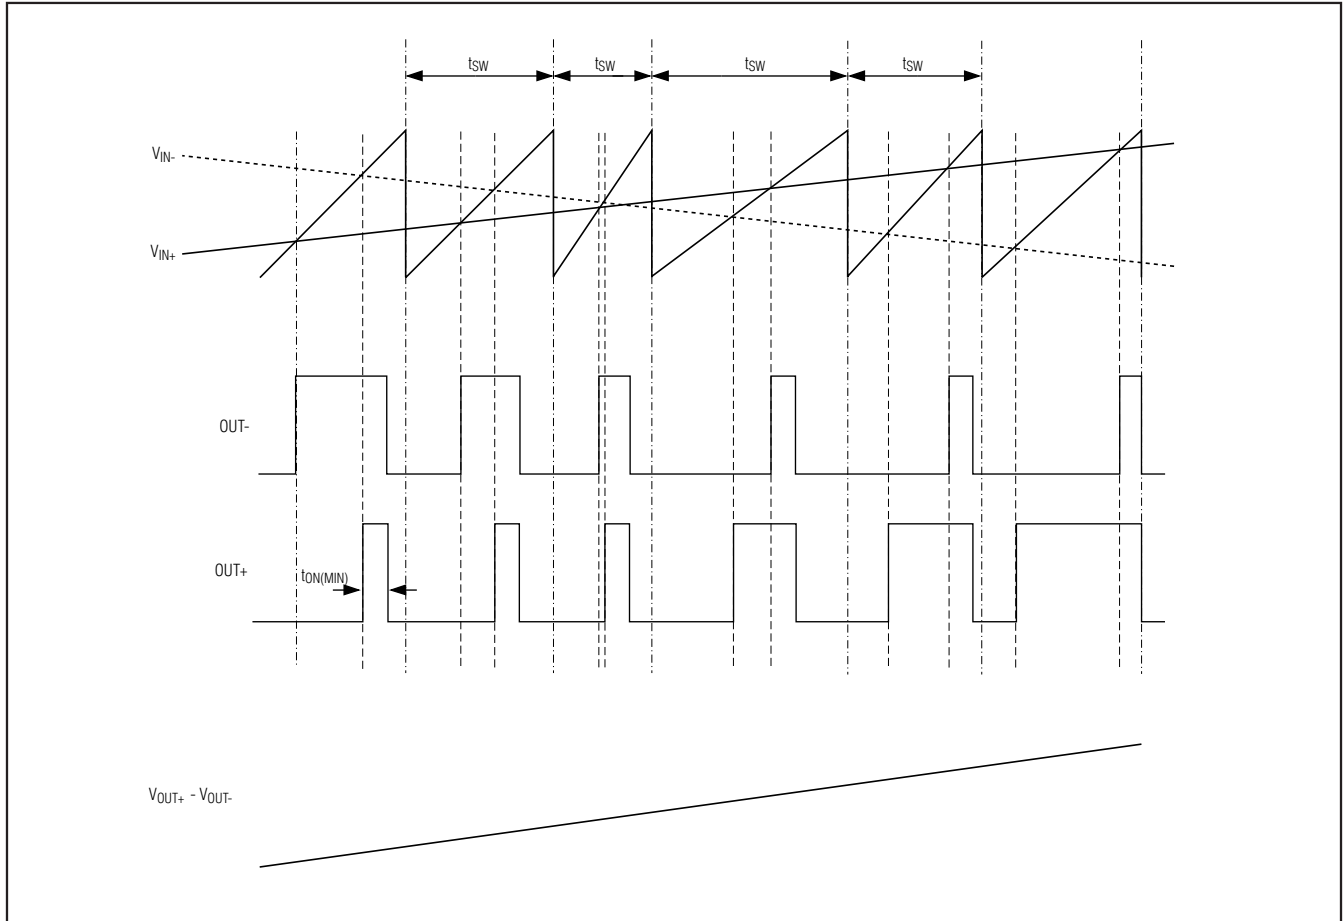 tSW tSW tSW tSW
VIN-
VIN+
OUT-
OUT+
tON(MIN)
VOUT+ - VOUT-